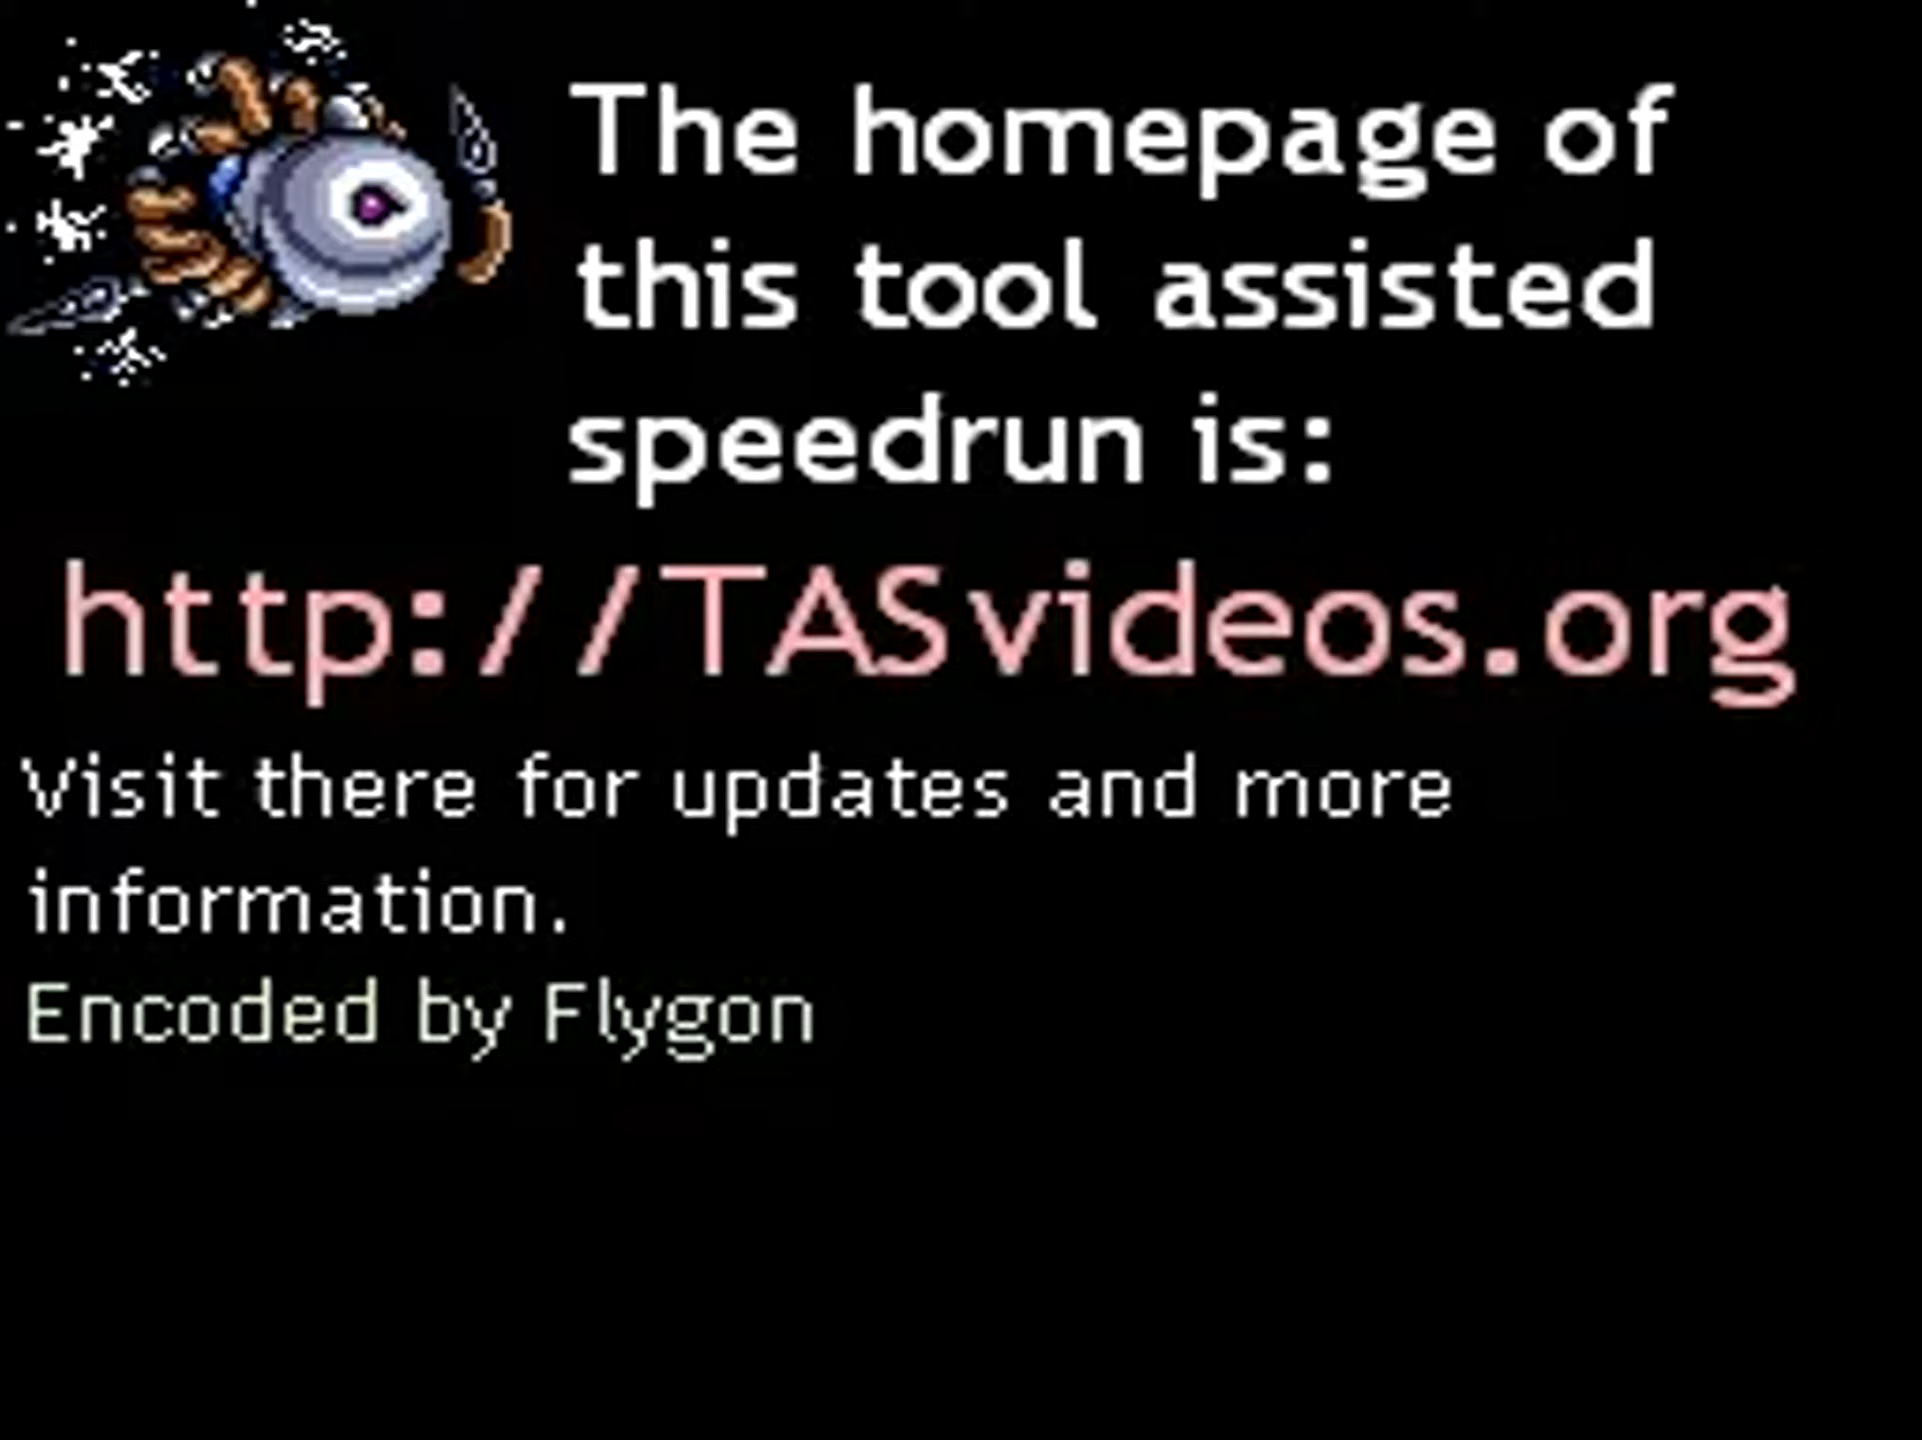 The homepage of
this tool assisted
speedrun is:
http://TASvideos.org
Visit there for updates and more
information.
Encoded by Flygon